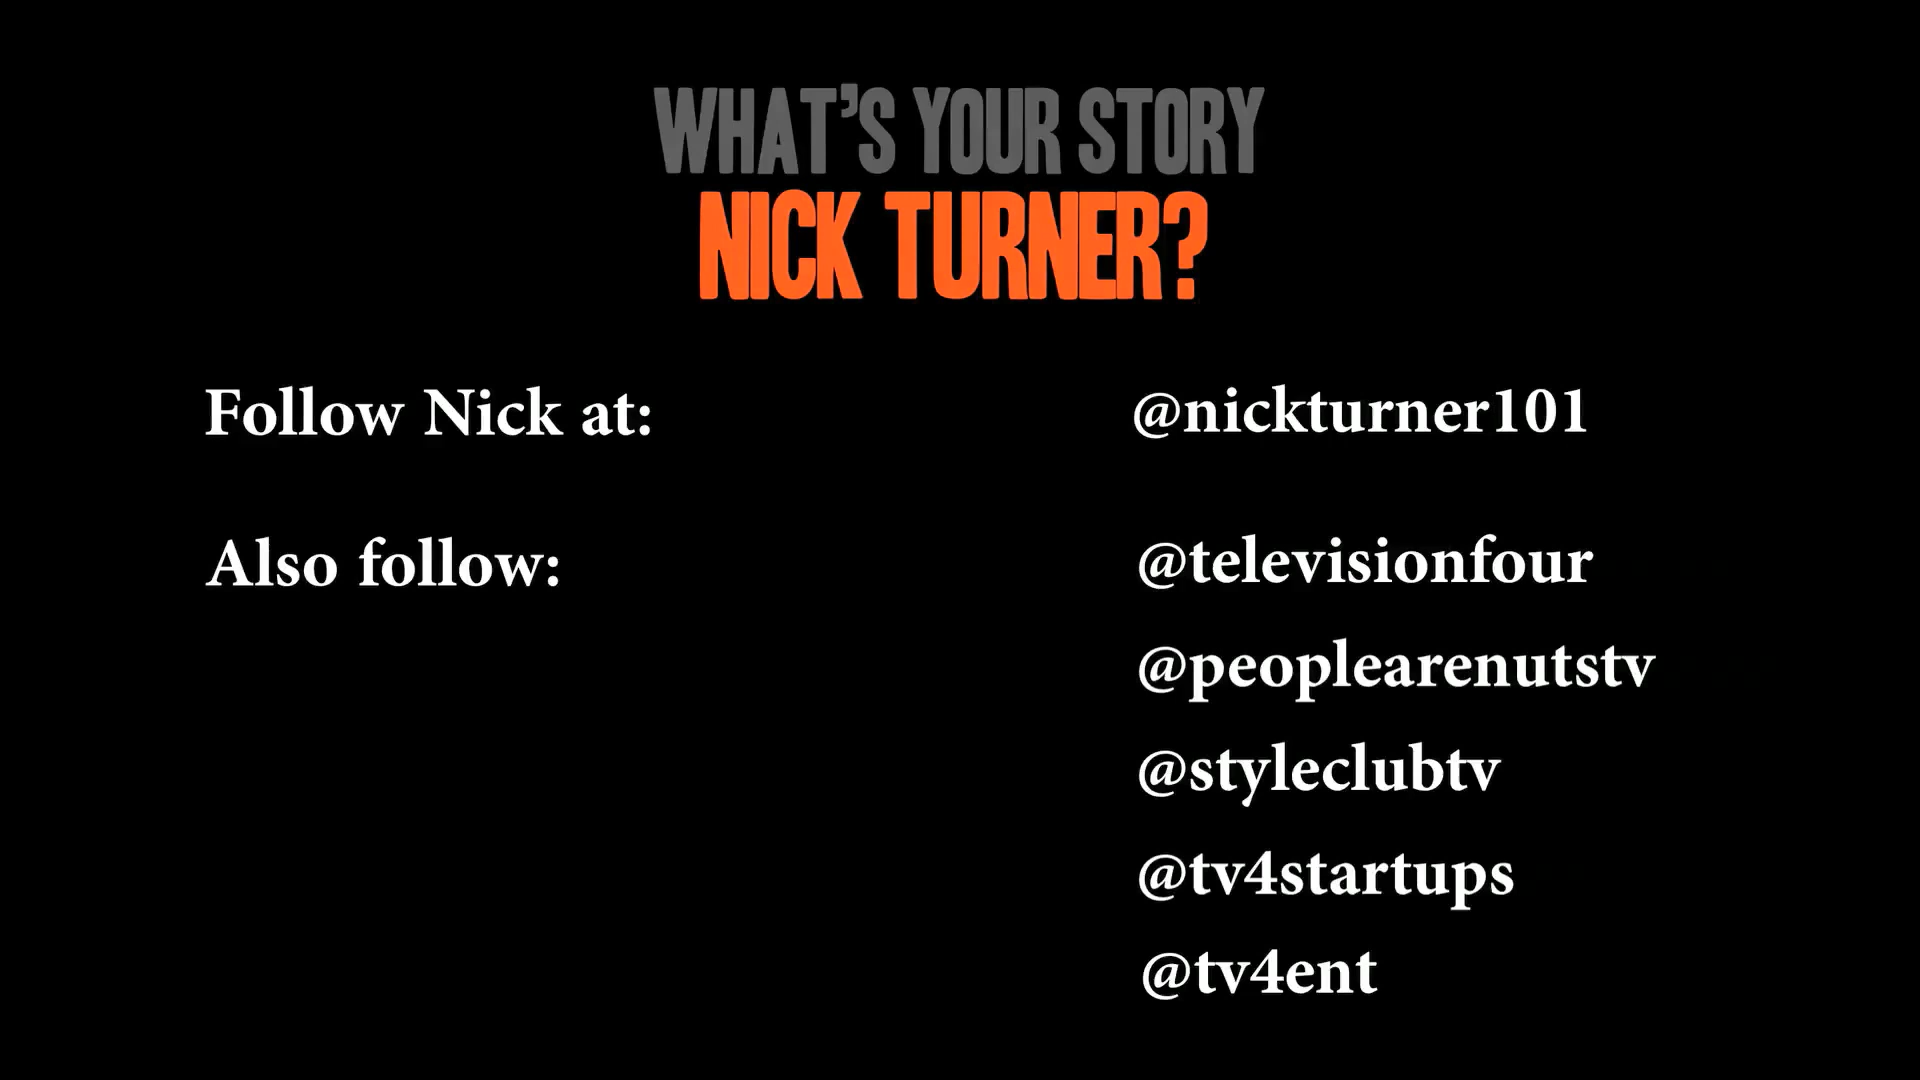 WHAT'S YOUR STORY
NICK TURNER?
Follow Nick at: @nickturner101
Also follow: @televisionfour
@peoplearenutstv
@styleclubtv
@tv4startups
@tv4ent